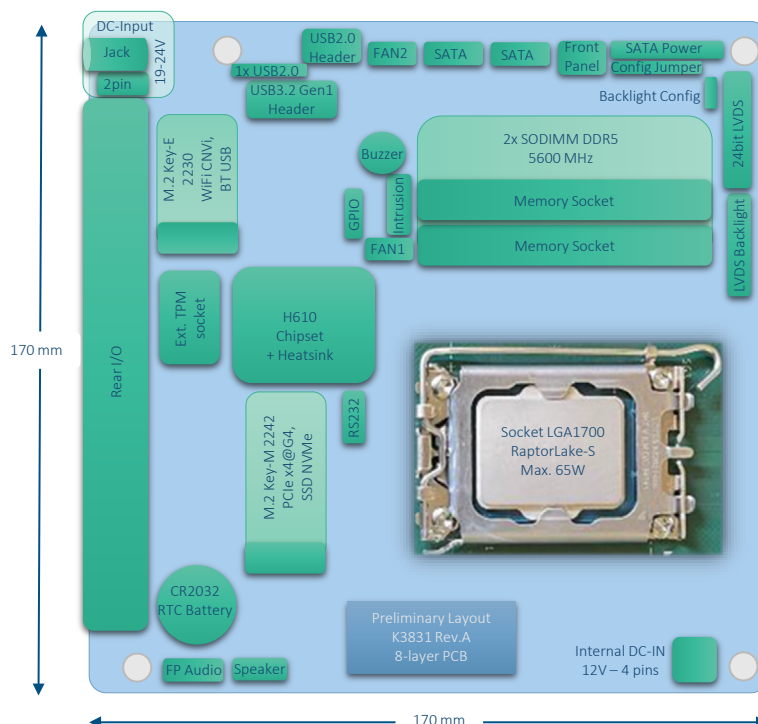 DC-Input
Jack
2pin
19-24V
USB2.0
Header
1x USB2.0
USB3.2 Gen1
Header
FAN2
SATA
SATA
Front
Panel
SATA Power
Config Jumper
Backlight Config
24bit LVDS
LVDS Backlight
M.2 Key-E
2230
WiFi CNVi,
BT USB
Buzzer
Intrusion
GPIO
FAN1
2x SODIMM DDR5
5600 MHz
Memory Socket
Memory Socket
Ext. TPM
socket
H610
Chipset
+ Heatsink
170 mm
Rear I/O
RS232
M.2 Key-M 2242
PCIe x4@G4,
SSD NVMe
Socket LGA1700
RaptorLake-S
Max. 65W
CR2032
RTC Battery
Preliminary Layout
K3831 Rev.A
8-layer PCB
Internal DC-IN
12V – 4 pins
FP Audio
Speaker
170 mm